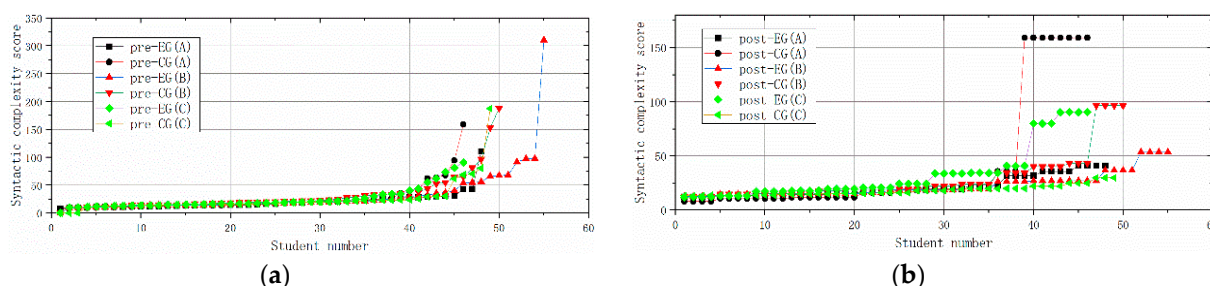 Syntactic complexity score
350
300
250
200
150
100
50
0
pre-EG(A)
pre-CG(A)
pre-EG(B)
pre-CG(B)
pre-EG(C)
pre CG(C)
0 10 20 30 40 50 60
Student number
(a)
Syntactic complexity score
150
100
50
0
post-EG(A)
post-CG(A)
post-EG(B)
post-CG(B)
post EG(C)
post CG(C)
0 10 20 30 40 50 60
Student number
(b)